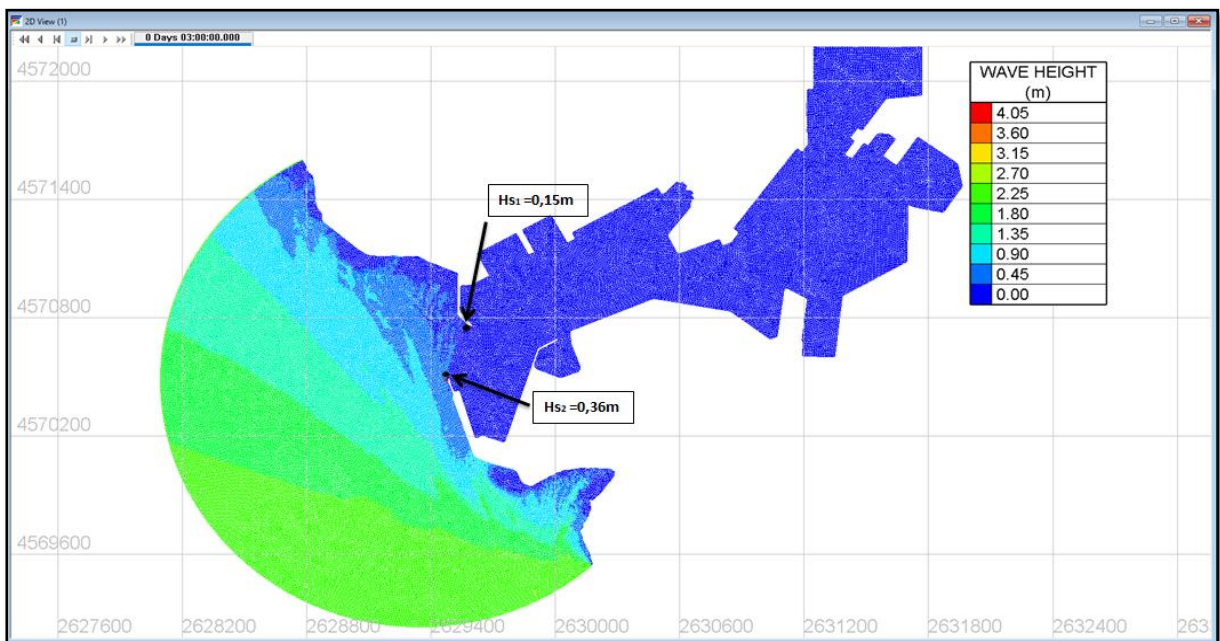 2D View (1)
0 Days 03:00:00.000
4572000
WAVE HEIGHT
(m)
4.05
3.60
3.15
2.70
2.25
1.80
1.35
0.90
0.45
0.00
4571400
Hs₁ =0,15m
4570800
Hs₂ =0,36m
4570200
4569600
2627600 2628200 2628800 2629400 2630000 2630600 2631200 2631800 2632400 263